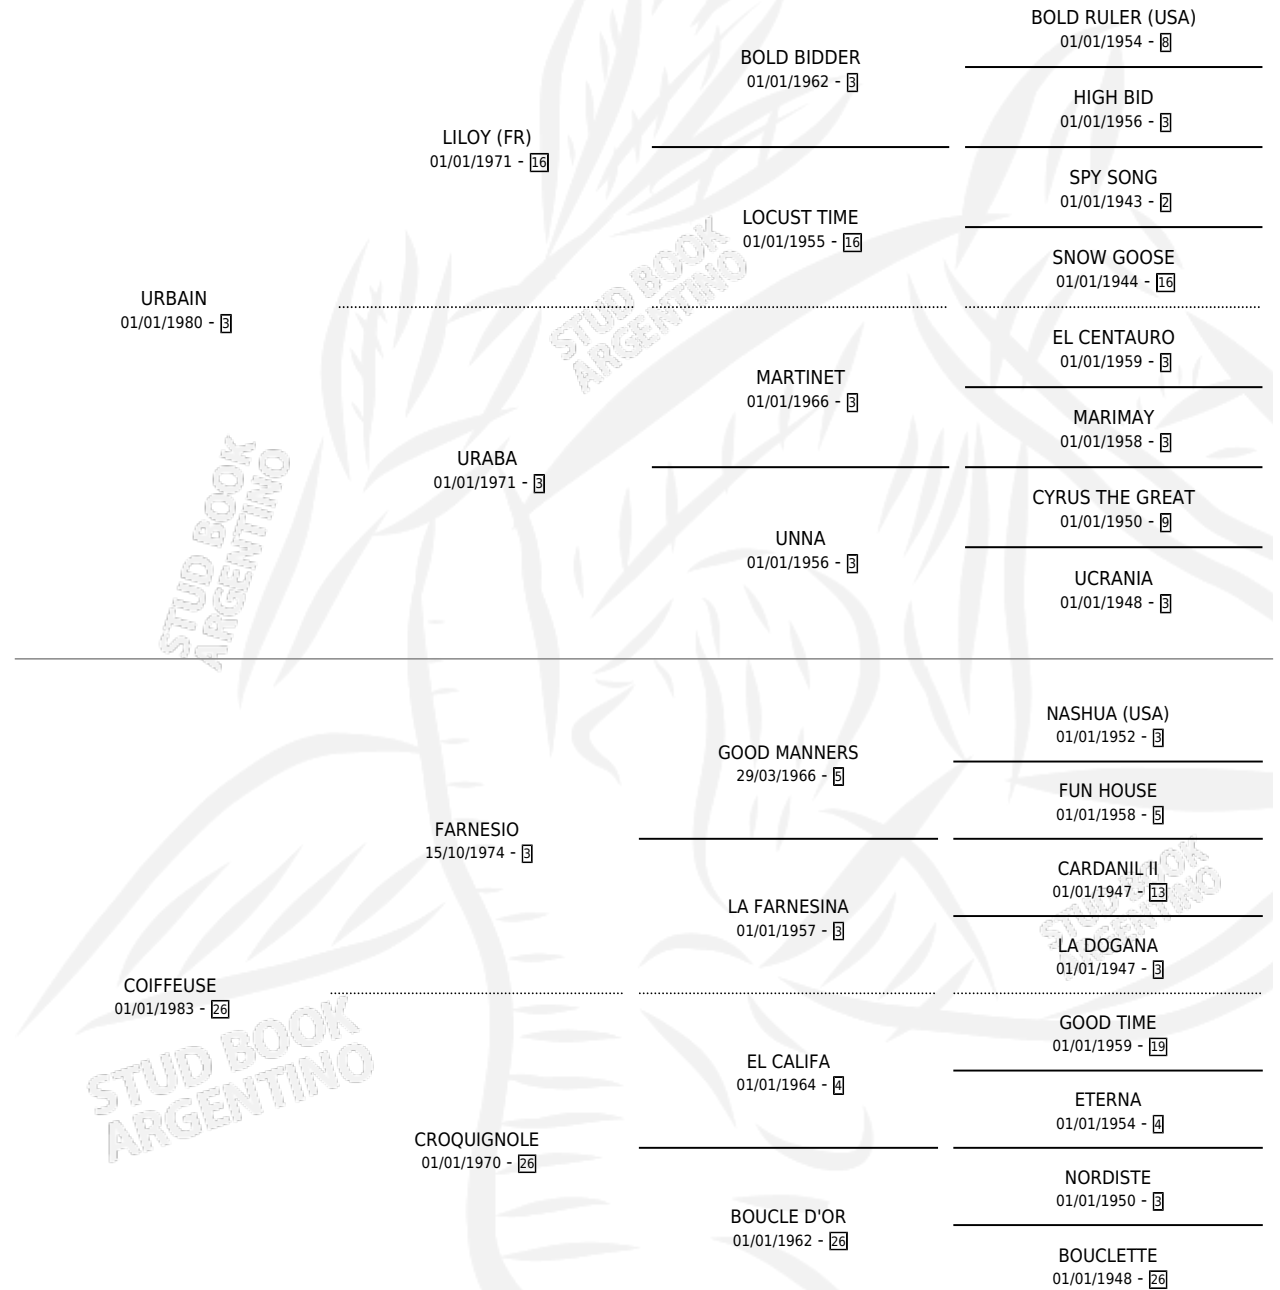 BOLD RULER (USA)
01/01/1954 - 8
BOLD BIDDER
01/01/1962 - 3
HIGH BID
01/01/1956 - 3
LILOY (FR)
01/01/1971 - 16
SPY SONG
01/01/1943 - 2
LOCUST TIME
01/01/1955 - 16
SNOW GOOSE
01/01/1944 - 16
URBAIN
01/01/1980 - 3
EL CENTAURO
01/01/1959 - 3
MARTINET
01/01/1966 - 3
MARIMAY
01/01/1958 - 3
URABA
01/01/1971 - 3
CYRUS THE GREAT
01/01/1950 - 9
UNNA
01/01/1956 - 3
UCRANIA
01/01/1948 - 3
STUD BOOK
ARGENTINO
STUD BOOK
ARGENTINO
NASHUA (USA)
01/01/1952 - 3
GOOD MANNERS
29/03/1966 - 5
FUN HOUSE
01/01/1958 - 5
FARNESIO
15/10/1974 - 3
CARDANIL II
01/01/1947 - 13
LA FARNESINA
01/01/1957 - 3
LA DOGANA
01/01/1947 - 3
STUD BOOK
ARGENTINO
COIFFEUSE
01/01/1983 - 26
GOOD TIME
01/01/1959 - 19
EL CALIFA
01/01/1964 - 4
ETERNA
01/01/1954 - 4
CROQUIGNOLE
01/01/1970 - 26
NORDISTE
01/01/1950 - 3
BOUCLE D'OR
01/01/1962 - 26
BOUCLETTE
01/01/1948 - 26
STUD BOOK
ARGENTINO